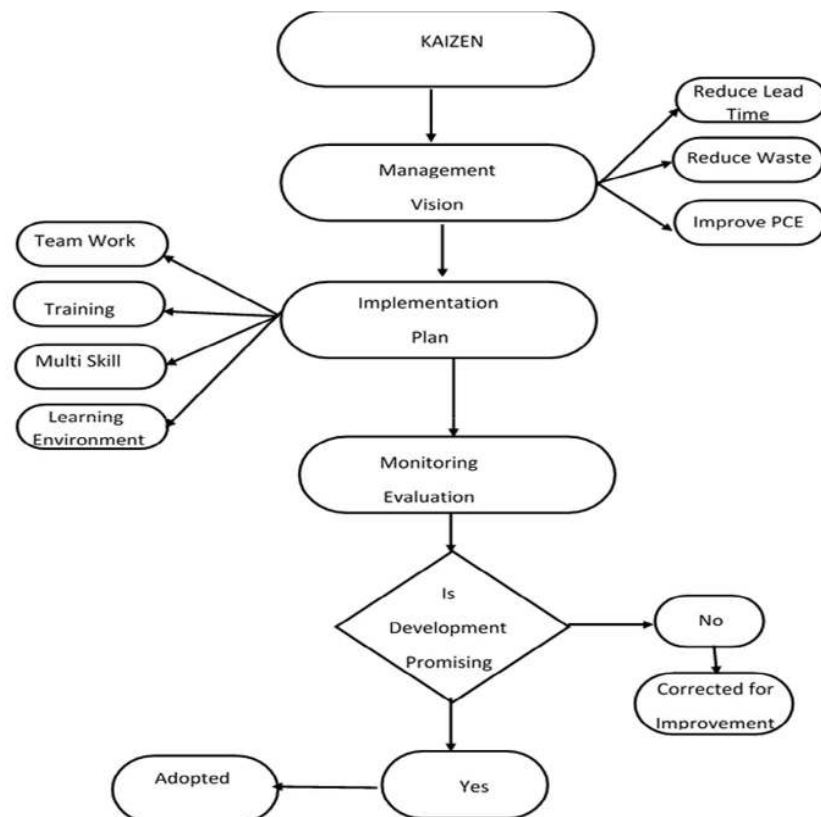 KAIZEN
Reduce Lead
Time
Management
Vision
Reduce Waste
Improve PCE
Team Work
Training
Multi Skill
Learning
Environment
Implementation
Plan
Monitoring
Evaluation
Is
Development
Promising
No
Corrected for
Improvement
Yes
Adopted